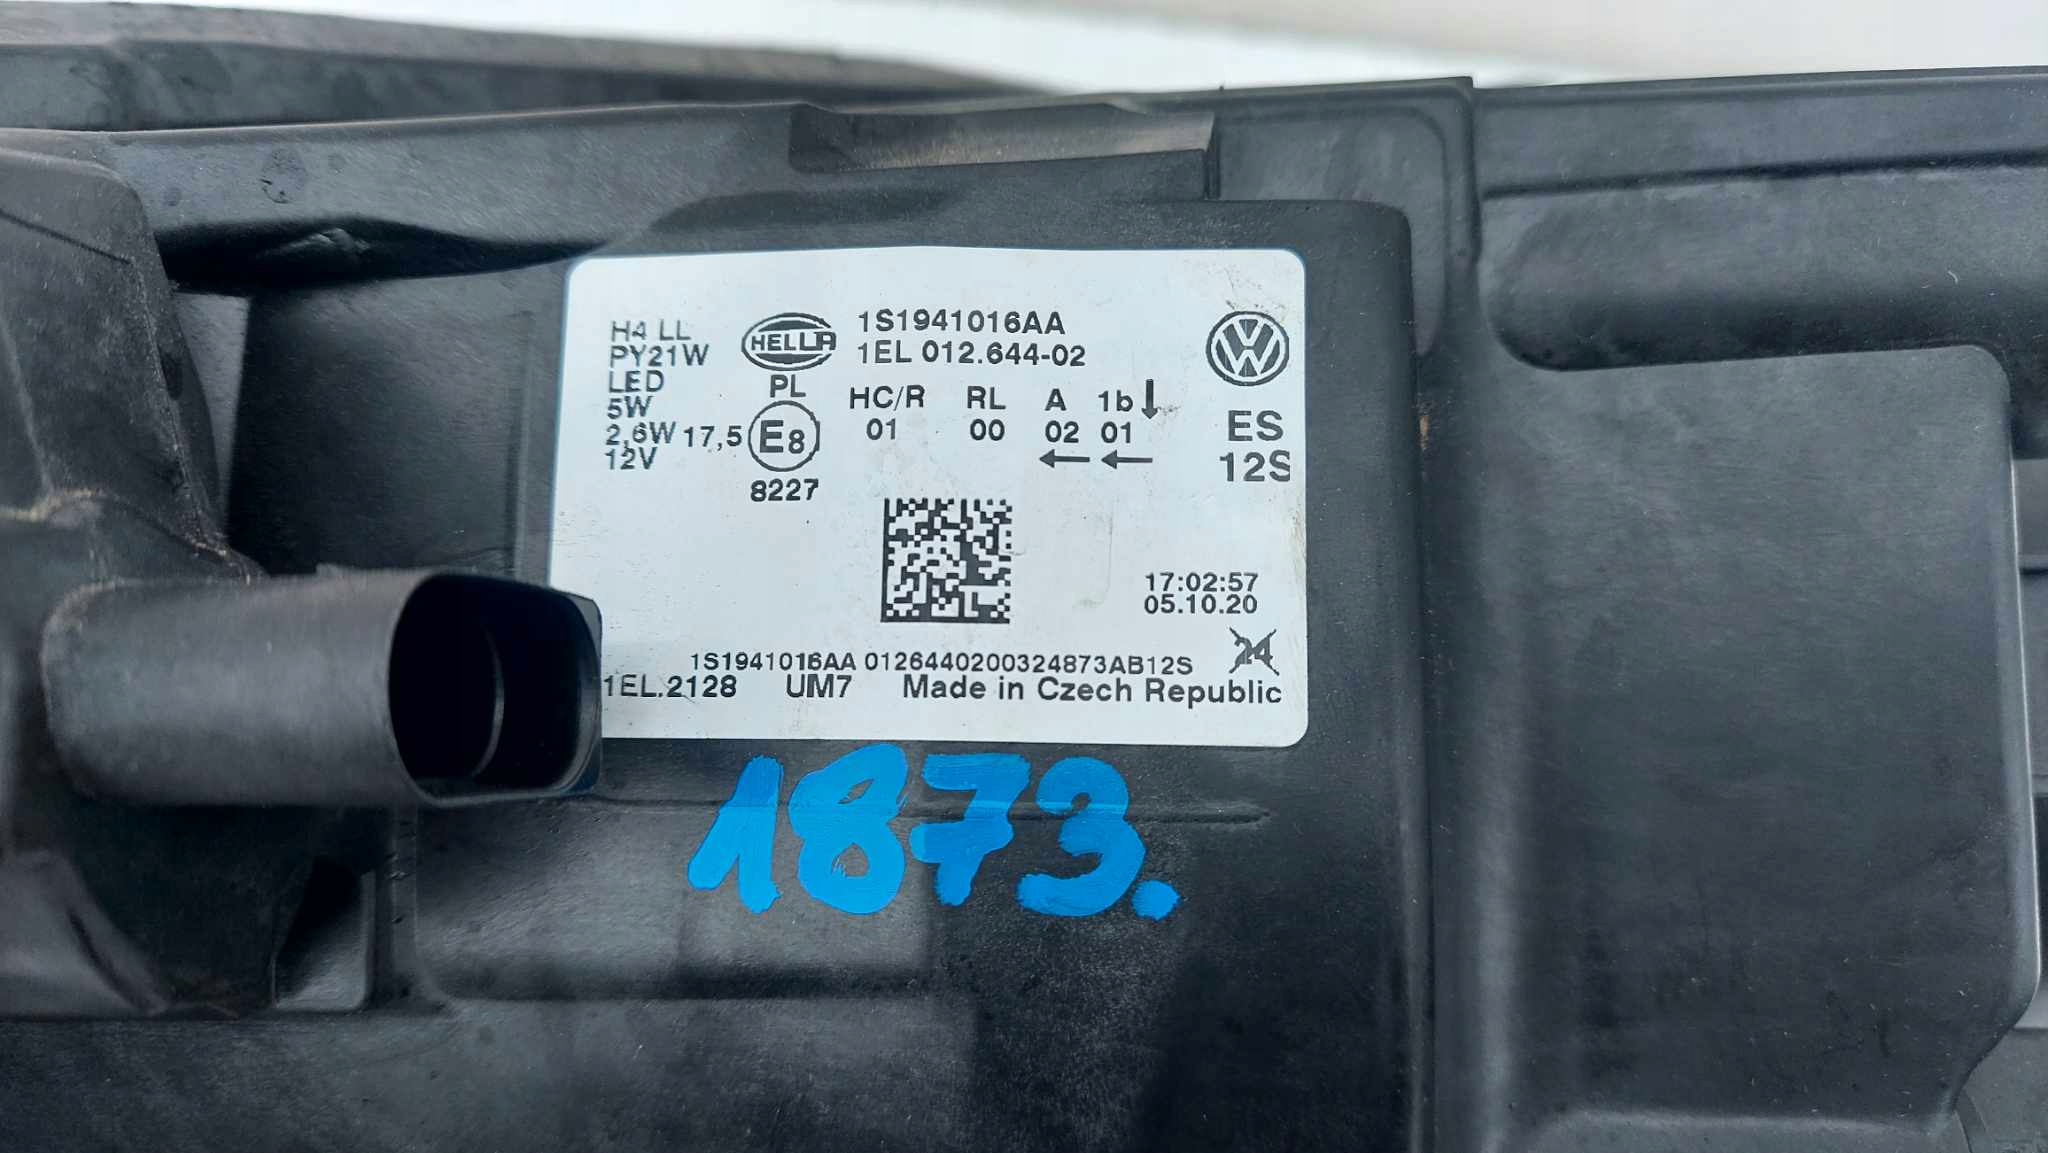 H4 LL
PY21W
LED
5W
2,6W 17,5
12V
HELLA
PL
E8
8227
1S1941016AA
1EL 012.644-02
HC/R RL A 1b ↓
01 00 02 01
← ←
VW
ES
12S
17:02:57
05.10.20
24
1S1941016AA 0126440200324873AB12S
1EL.2128 UM7 Made in Czech Republic
1873.